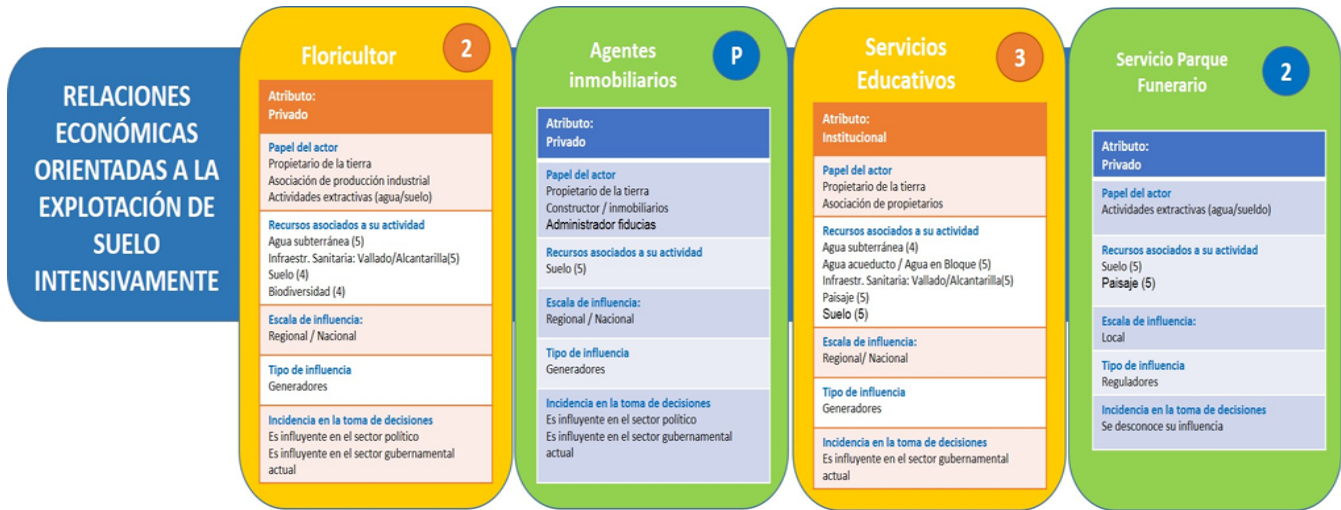 RELACIONES
ECONÓMICAS
ORIENTADAS A LA
EXPLOTACIÓN DE
SUELO
INTENSIVAMENTE
Floricultor
2
Atributo:
Privado
Papel del actor
Propietario de la tierra
Asociación de producción industrial
Actividades extractivas (agua/suelo)
Recursos asociados a su actividad
Agua subterránea (5)
Infraestr. Sanitaria: Vallado/Alcantarilla(5)
Suelo (4)
Biodiversidad (4)
Escala de influencia:
Regional / Nacional
Tipo de influencia
Generadores
Incidencia en la toma de decisiones
Es influyente en el sector político
Es influyente en el sector gubernamental
actual
Agentes
inmobiliarios
P
Atributo:
Privado
Papel del actor
Propietario de la tierra
Constructor / inmobiliarios
Administrador fiducias
Recursos asociados a su actividad
Suelo (5)
Escala de influencia:
Regional / Nacional
Tipo de influencia
Generadores
Incidencia en la toma de decisiones
Es influyente en el sector político
Es influyente en el sector gubernamental
actual
Servicios
Educativos
3
Atributo:
Institucional
Papel del actor
Propietario de la tierra
Asociación de propietarios
Recursos asociados a su actividad
Agua subterránea (4)
Agua acueducto / Agua en Bloque (5)
Infraestr. Sanitaria: Vallado/Alcantarilla(5)
Paisaje (5)
Suelo (5)
Escala de influencia:
Regional/ Nacional
Tipo de influencia
Generadores
Incidencia en la toma de decisiones
Es influyente en el sector gubernamental
actual
Servicio Parque
Funerario
2
Atributo:
Privado
Papel del actor
Actividades extractivas (agua/sueldo)
Recursos asociados a su actividad
Suelo (5)
Paisaje (5)
Escala de influencia:
Local
Tipo de influencia
Reguladores
Incidencia en la toma de decisiones
Se desconoce su influencia